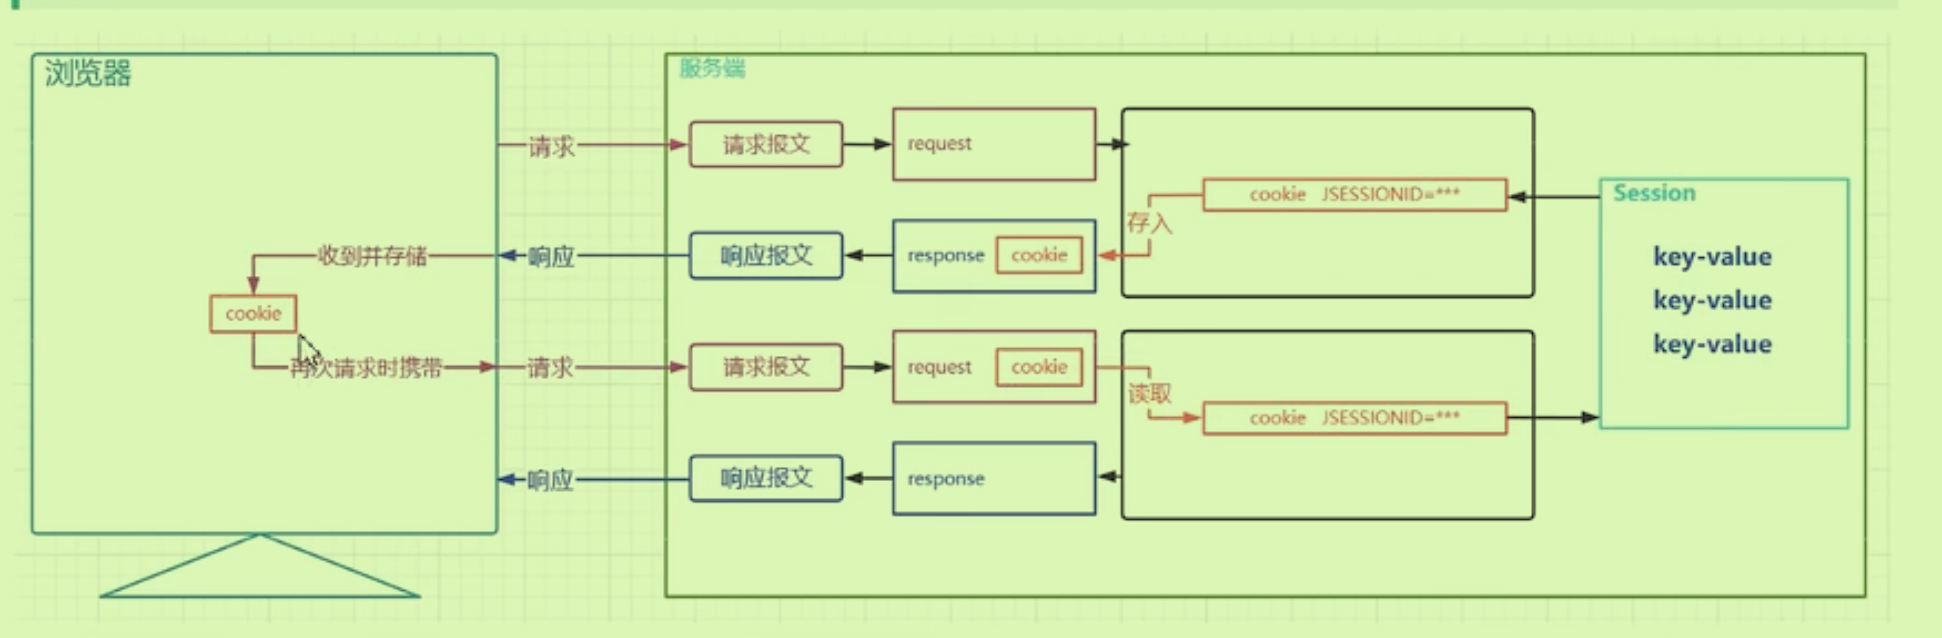 浏览器
服务端
请求
请求报文
request
cookie JSESSIONID=***
Session
存入
收到并存储
响应
响应报文
response
cookie
key-value
key-value
key-value
cookie
再次请求时携带
请求
请求报文
request
cookie
读取
cookie JSESSIONID=***
响应
响应报文
response